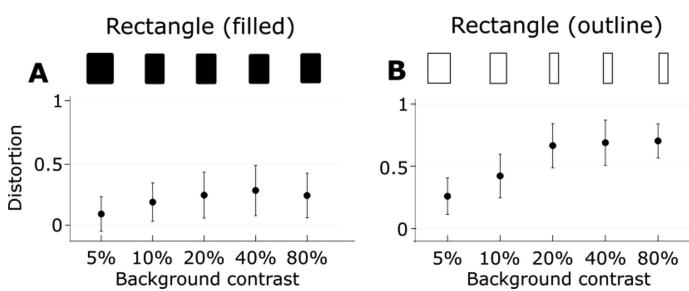 Rectangle (filled)
Rectangle (outline)
A
B
Distortion
1
0.5
0
5% 10% 20% 40% 80%
Background contrast
1
0.5
0
5% 10% 20% 40% 80%
Background contrast